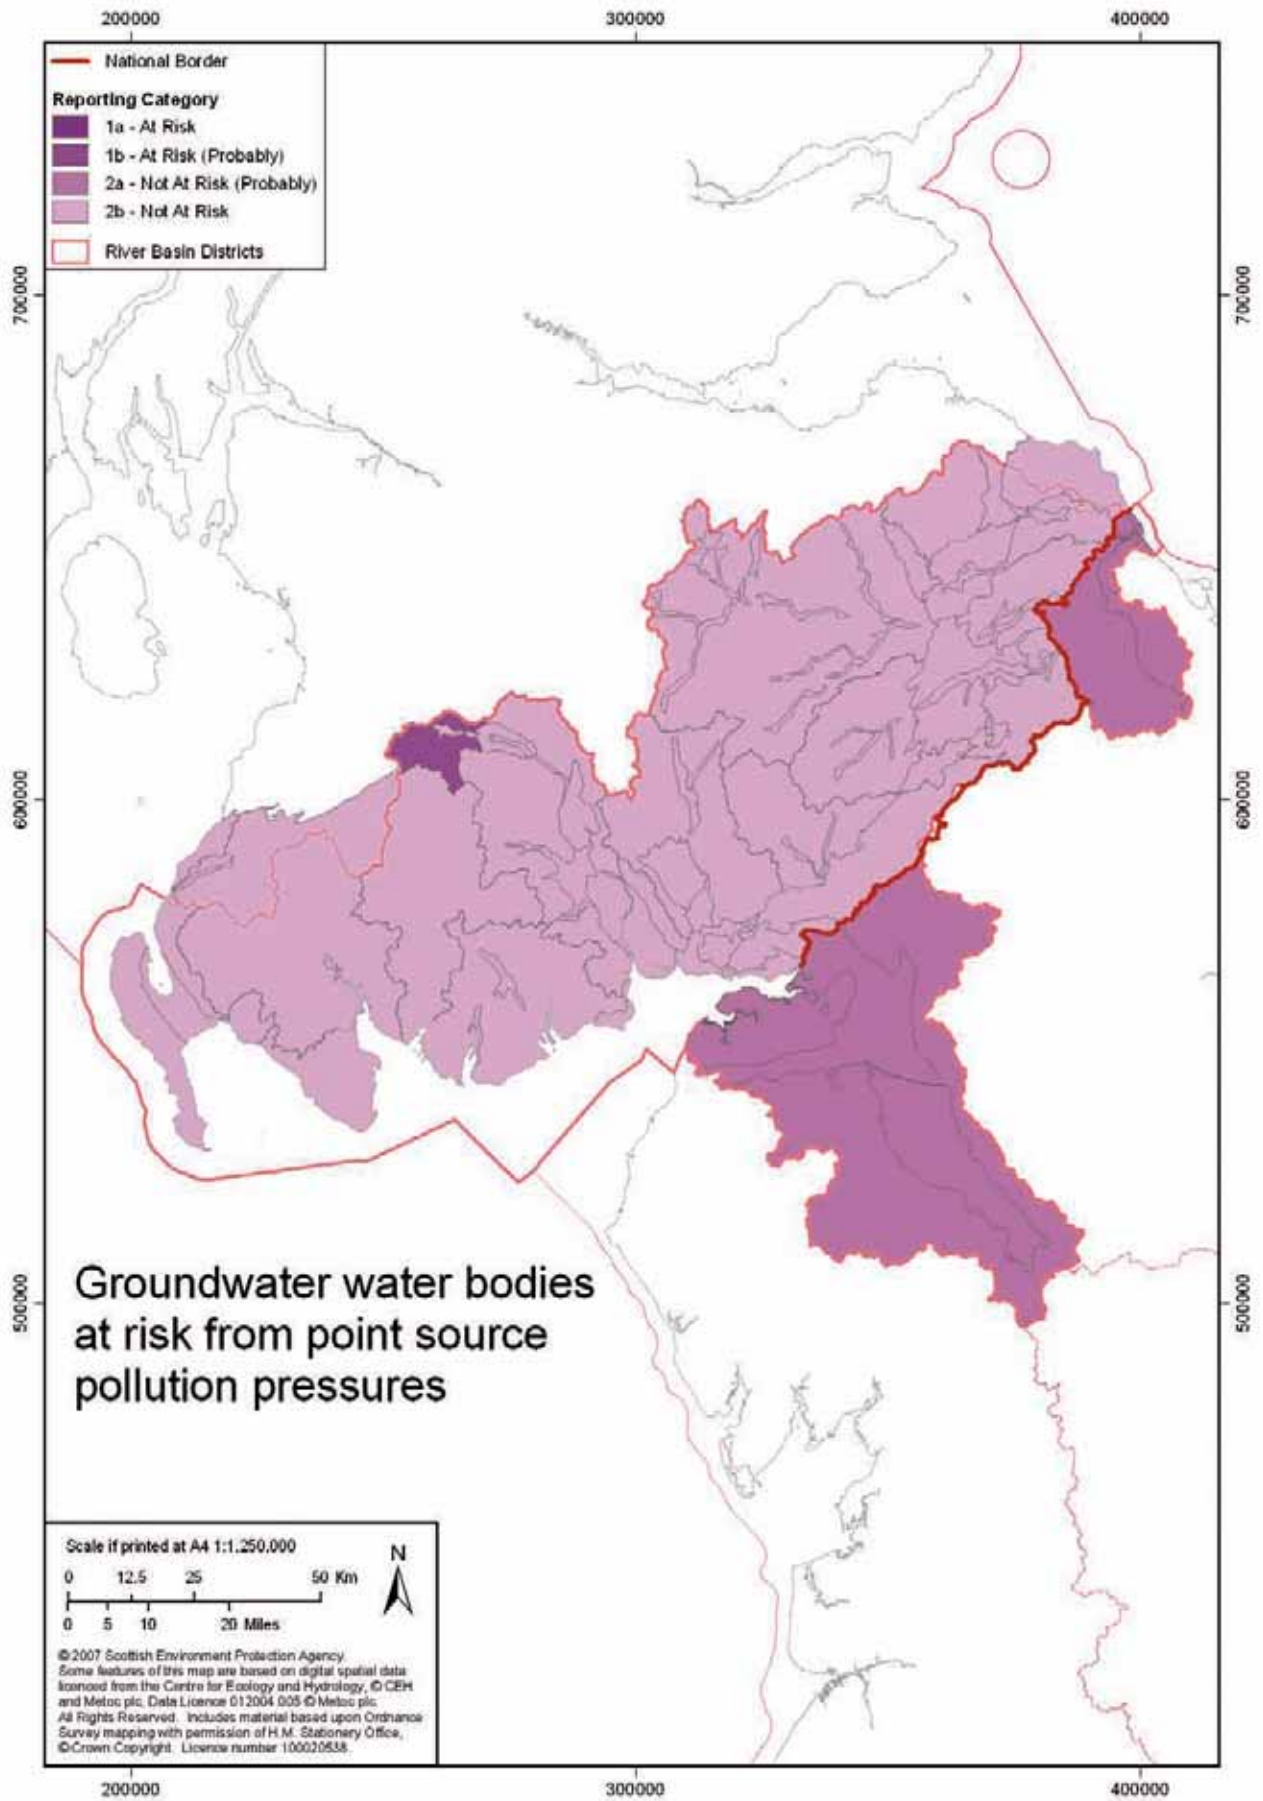 200000 300000 400000
National Border
Reporting Category
1a - At Risk
1b - At Risk (Probably)
2a - Not At Risk (Probably)
2b - Not At Risk
River Basin Districts
700000 700000
600000 600000
500000 500000
Groundwater water bodies
at risk from point source
pollution pressures
Scale if printed at A4 1:1,250,000
N
0 12.5 25 50 Km
0 5 10 20 Miles
© 2007 Scottish Environment Protection Agency.
Some features of this map are based on digital spatial data
licenced from the Centre for Ecology and Hydrology, © CEH
and Metoc plc, Data Licence 012004.005 © Metoc plc.
All Rights Reserved. Includes material based upon Ordnance
Survey mapping with permission of H.M. Stationery Office,
© Crown Copyright. Licence number 100020538.
200000 300000 400000